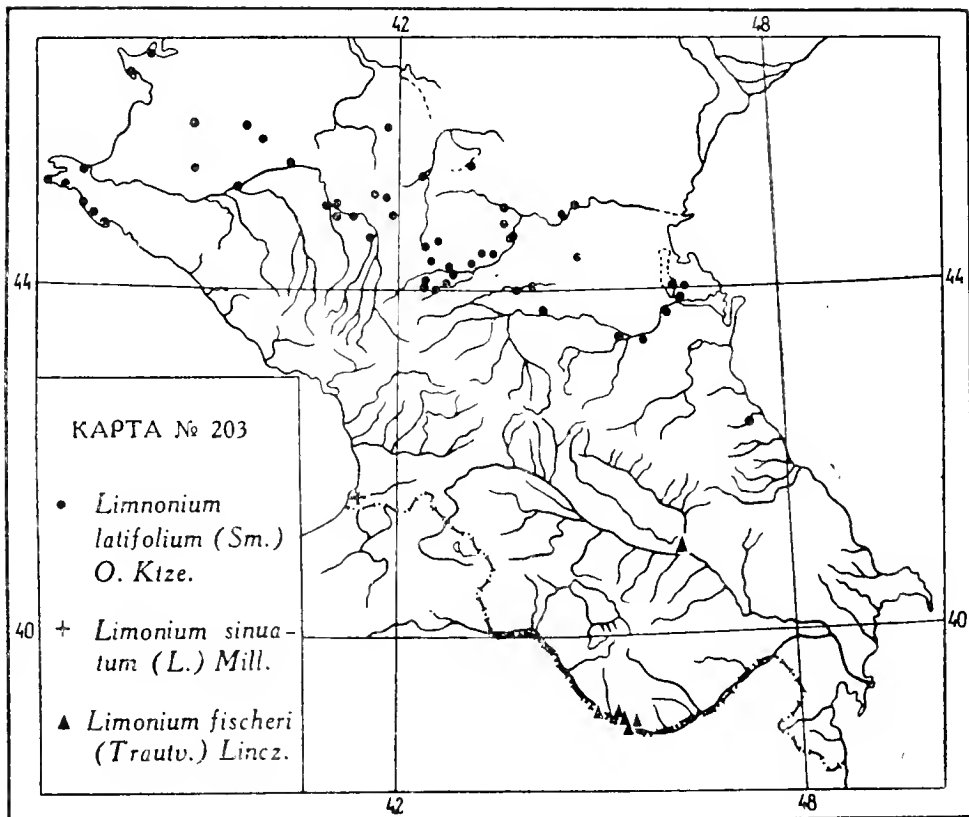 42
48
44
44
КАРТА № 203
• Limnonium
latifolium (Sm.)
O. Ktze.
+ Limonium sinua-
tum (L.) Mill.
▲ Limonium fischeri
(Trautv.) Lincz.
40
40
42
48